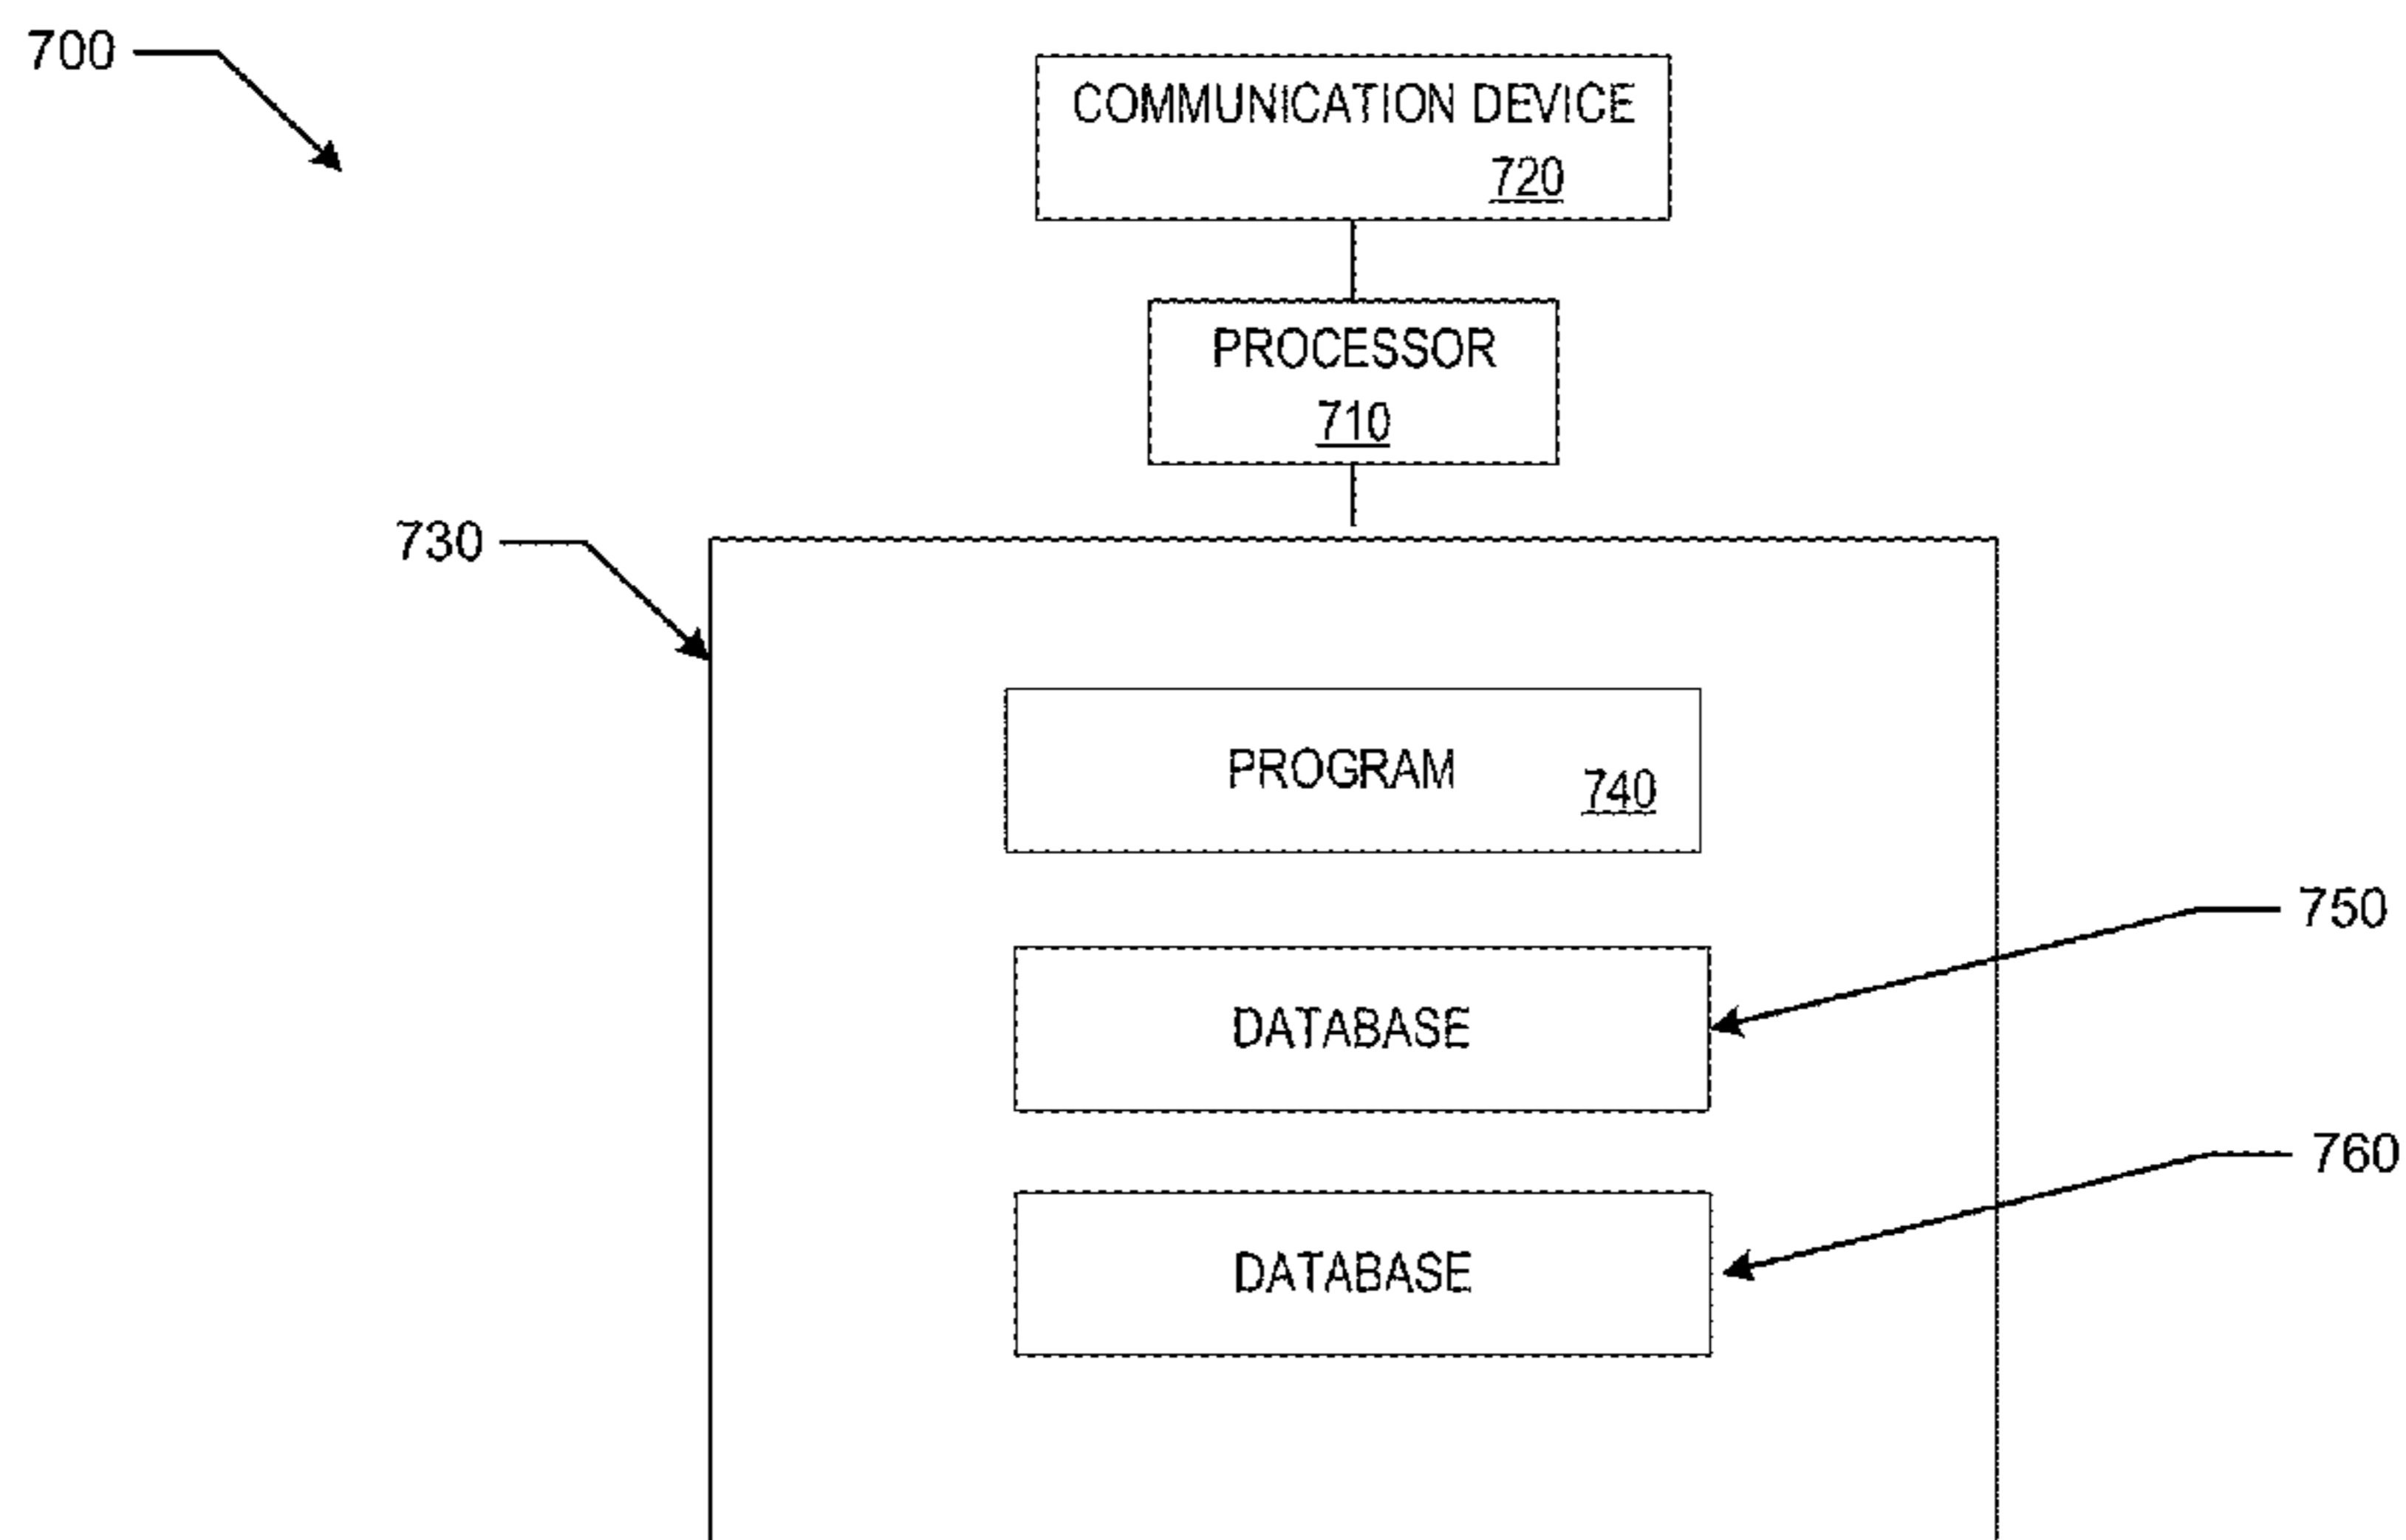 700
COMMUNICATION DEVICE
720
PROCESSOR
710
730
PROGRAM 740
750
DATABASE
760
DATABASE